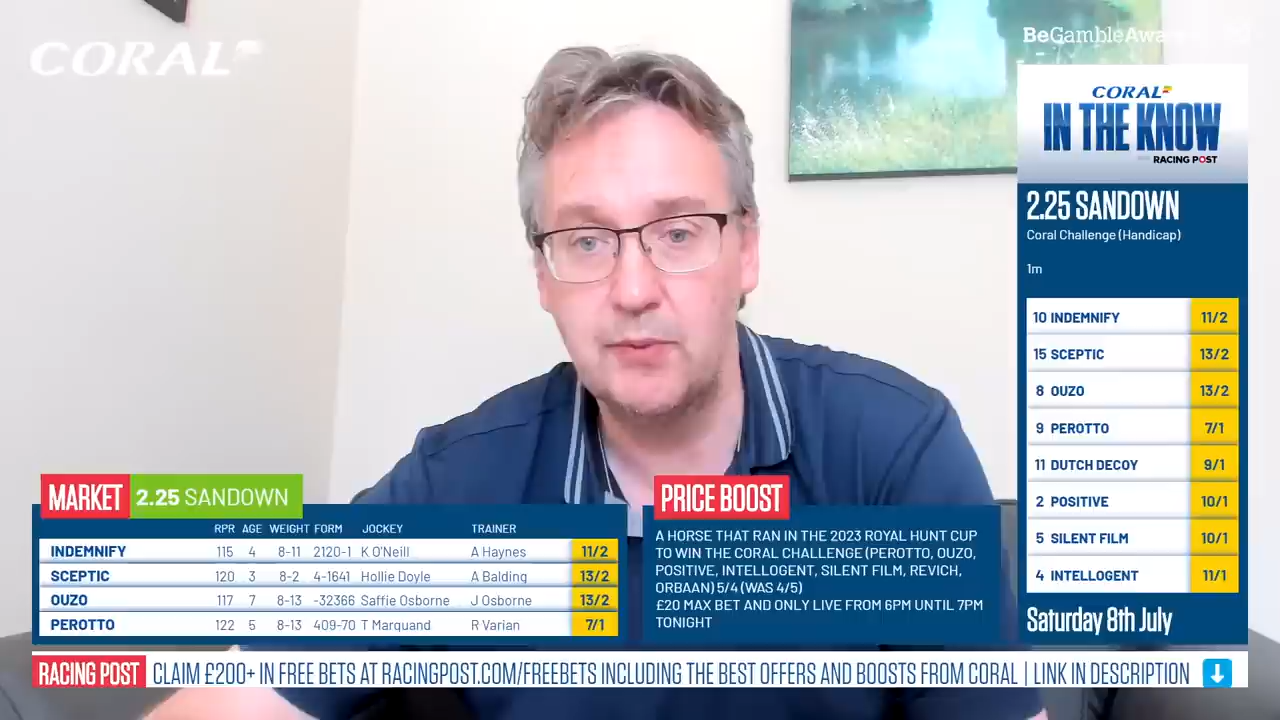 CORAL
BeGambleAware
CORAL
IN THE KNOW
RACING POST
2.25 SANDOWN
Coral Challenge (Handicap)
1m
10 INDEMNIFY 11/2
15 SCEPTIC 13/2
8 OUZO 13/2
9 PEROTTO 7/1
11 DUTCH DECOY 9/1
2 POSITIVE 10/1
5 SILENT FILM 10/1
4 INTELLOGENT 11/1
Saturday 8th July
MARKET 2.25 SANDOWN
RPR AGE WEIGHT FORM JOCKEY TRAINER
INDEMNIFY 115 4 8-11 2120-1 K O'Neill A Haynes 11/2
SCEPTIC 120 3 8-2 4-1641 Hollie Doyle A Balding 13/2
OUZO 117 7 8-13 -32366 Saffie Osborne J Osborne 13/2
PEROTTO 122 5 8-13 409-70 T Marquand R Varian 7/1
PRICE BOOST
A HORSE THAT RAN IN THE 2023 ROYAL HUNT CUP
TO WIN THE CORAL CHALLENGE (PEROTTO, OUZO,
POSITIVE, INTELLOGENT, SILENT FILM, REVICH,
ORBAAN) 5/4 (WAS 4/5)
£20 MAX BET AND ONLY LIVE FROM 6PM UNTIL 7PM
TONIGHT
RACING POST CLAIM £200+ IN FREE BETS AT RACINGPOST.COM/FREEBETS INCLUDING THE BEST OFFERS AND BOOSTS FROM CORAL | LINK IN DESCRIPTION